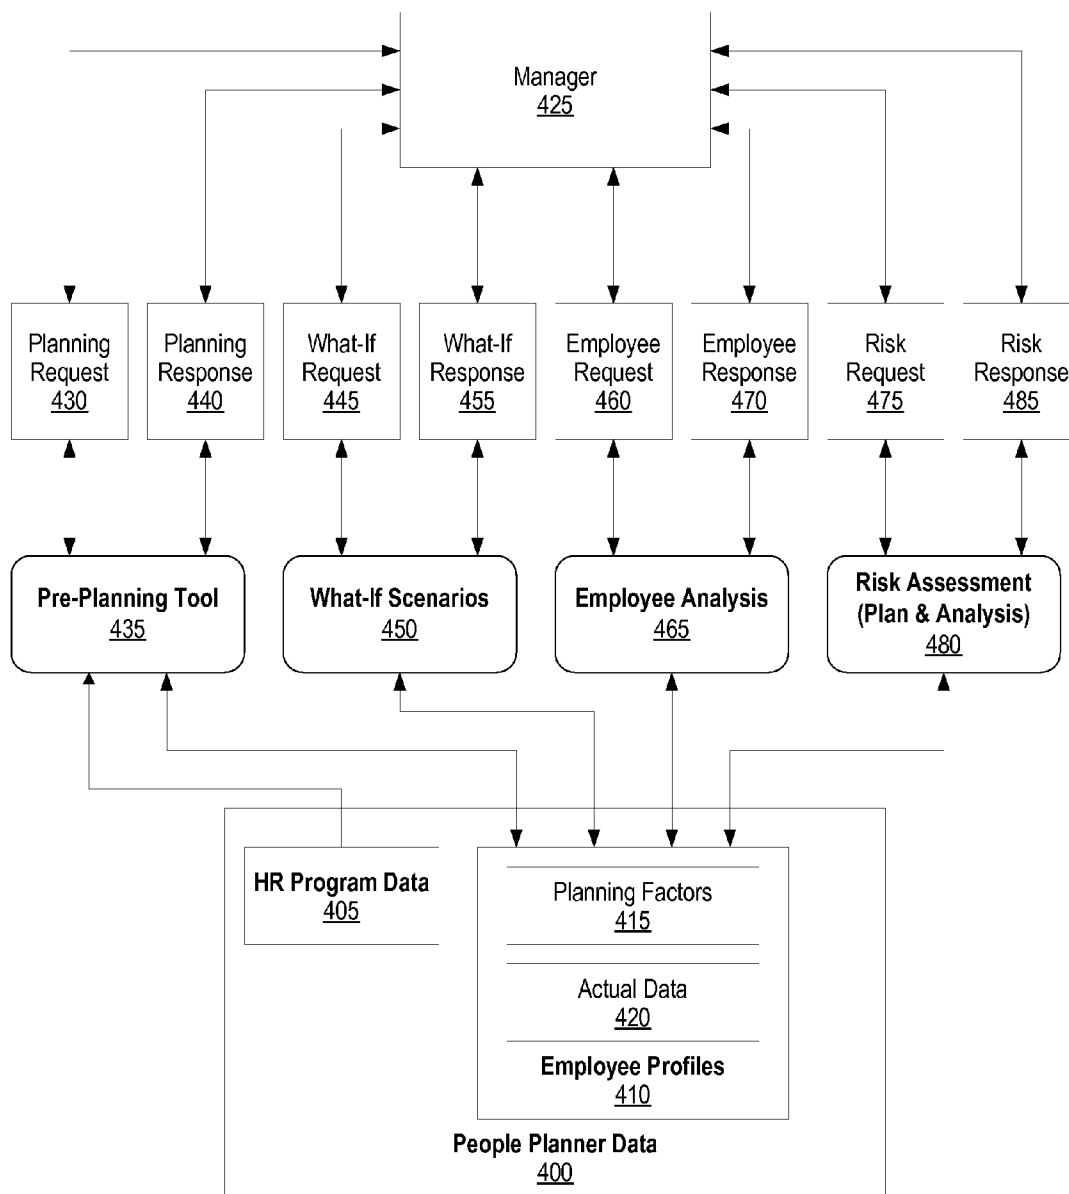 Manager
425
Planning
Request
430
Planning
Response
440
What-If
Request
445
What-If
Response
455
Employee
Request
460
Employee
Response
470
Risk
Request
475
Risk
Response
485
Pre-Planning Tool
435
What-If Scenarios
450
Employee Analysis
465
Risk Assessment
(Plan & Analysis)
480
HR Program Data
405
Planning Factors
415
Actual Data
420
Employee Profiles
410
People Planner Data
400